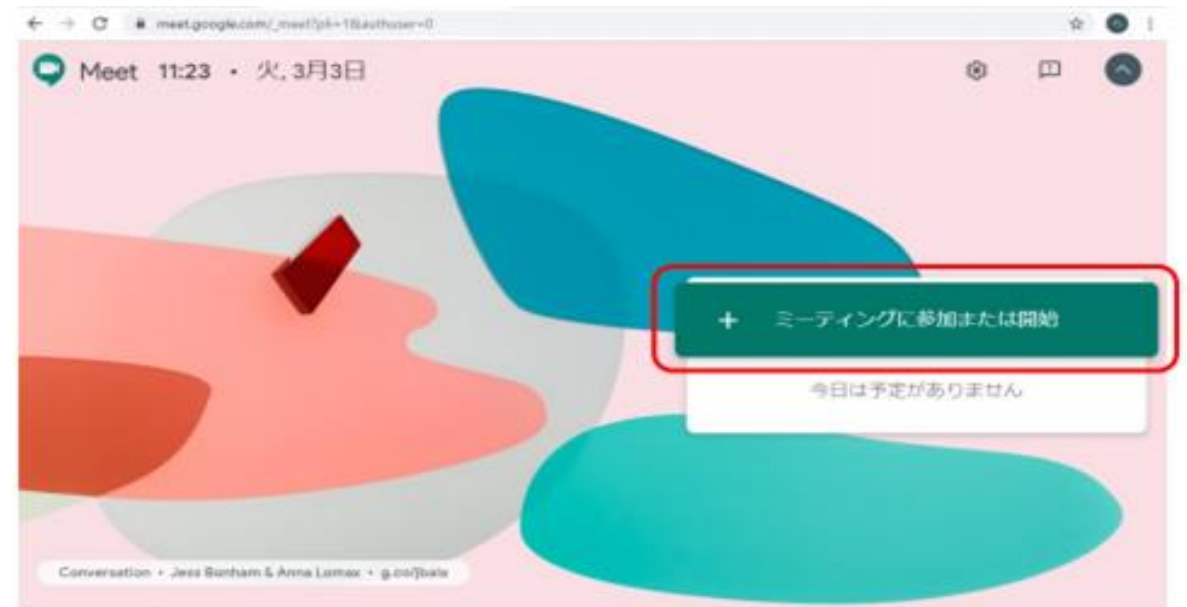 meet.google.com/_meet?pli=1&authuser=0
Meet 11:23 • 火, 3月3日
+ ミーティングに参加または開始
今日は予定がありません
Conversation • Jess Bonham & Anna Lomax •